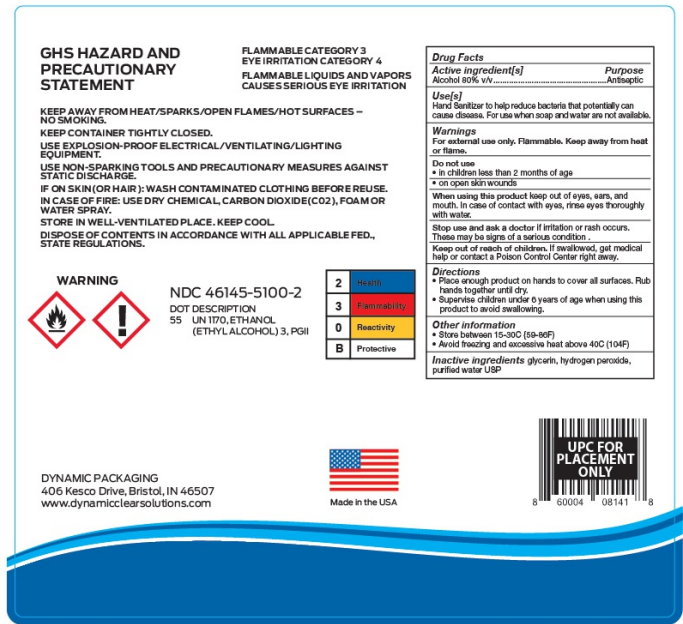 GHS HAZARD AND
PRECAUTIONARY
STATEMENT
FLAMMABLE CATEGORY 3
EYE IRRITATION CATEGORY 4
FLAMMABLE LIQUIDS AND VAPORS
CAUSES SERIOUS EYE IRRITATION
KEEP AWAY FROM HEAT/SPARKS/OPEN FLAMES/HOT SURFACES –
NO SMOKING.
KEEP CONTAINER TIGHTLY CLOSED.
USE EXPLOSION-PROOF ELECTRICAL/VENTILATING/LIGHTING
EQUIPMENT.
USE NON-SPARKING TOOLS AND PRECAUTIONARY MEASURES AGAINST
STATIC DISCHARGE.
IF ON SKIN (OR HAIR ): WASH CONTAMINATED CLOTHING BEFORE REUSE.
IN CASE OF FIRE: USE DRY CHEMICAL, CARBON DIOXIDE (C02), FOAM OR
WATER SPRAY.
STORE IN WELL-VENTILATED PLACE. KEEP COOL.
DISPOSE OF CONTENTS IN ACCORDANCE WITH ALL APPLICABLE FED.,
STATE REGULATIONS.
WARNING
NDC 46145-5100-2
DOT DESCRIPTION
55 UN 1170, ETHANOL
(ETHYL ALCOHOL) 3, PGII
2 Health
3 Flammability
0 Reactivity
B Protective
DYNAMIC PACKAGING
406 Kesco Drive, Bristol, IN 46507
www.dynamicclearsolutions.com
Made in the USA
Drug Facts
Active ingredient[s] Purpose
Alcohol 80% v/v..................................................Antiseptic
Use[s]
Hand Sanitizer to help reduce bacteria that potentially can
cause disease. For use when soap and water are not available.
Warnings
For external use only. Flammable. Keep away from heat
or flame.
Do not use
• in children less than 2 months of age
• on open skin wounds
When using this product keep out of eyes, ears, and
mouth. In case of contact with eyes, rinse eyes thoroughly
with water.
Stop use and ask a doctor if irritation or rash occurs.
These may be signs of a serious condition .
Keep out of reach of children. If swallowed, get medical
help or contact a Poison Control Center right away.
Directions
• Place enough product on hands to cover all surfaces. Rub
hands together until dry.
• Supervise children under 6 years of age when using this
product to avoid swallowing.
Other information
• Store between 15-30C (59-86F)
• Avoid freezing and excessive heat above 40C (104F)
Inactive ingredients glycerin, hydrogen peroxide,
purified water USP
UPC FOR
PLACEMENT
ONLY
8 60004 08141 8